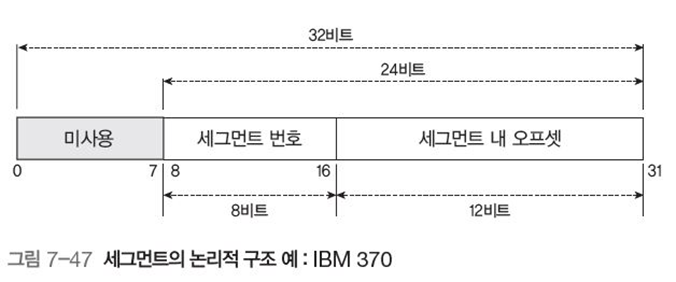 32비트
24비트
미사용 세그먼트 번호 세그먼트 내 오프셋
0 7 8 16 31
8비트 12비트
그림 7-47 세그먼트의 논리적 구조 예 : IBM 370